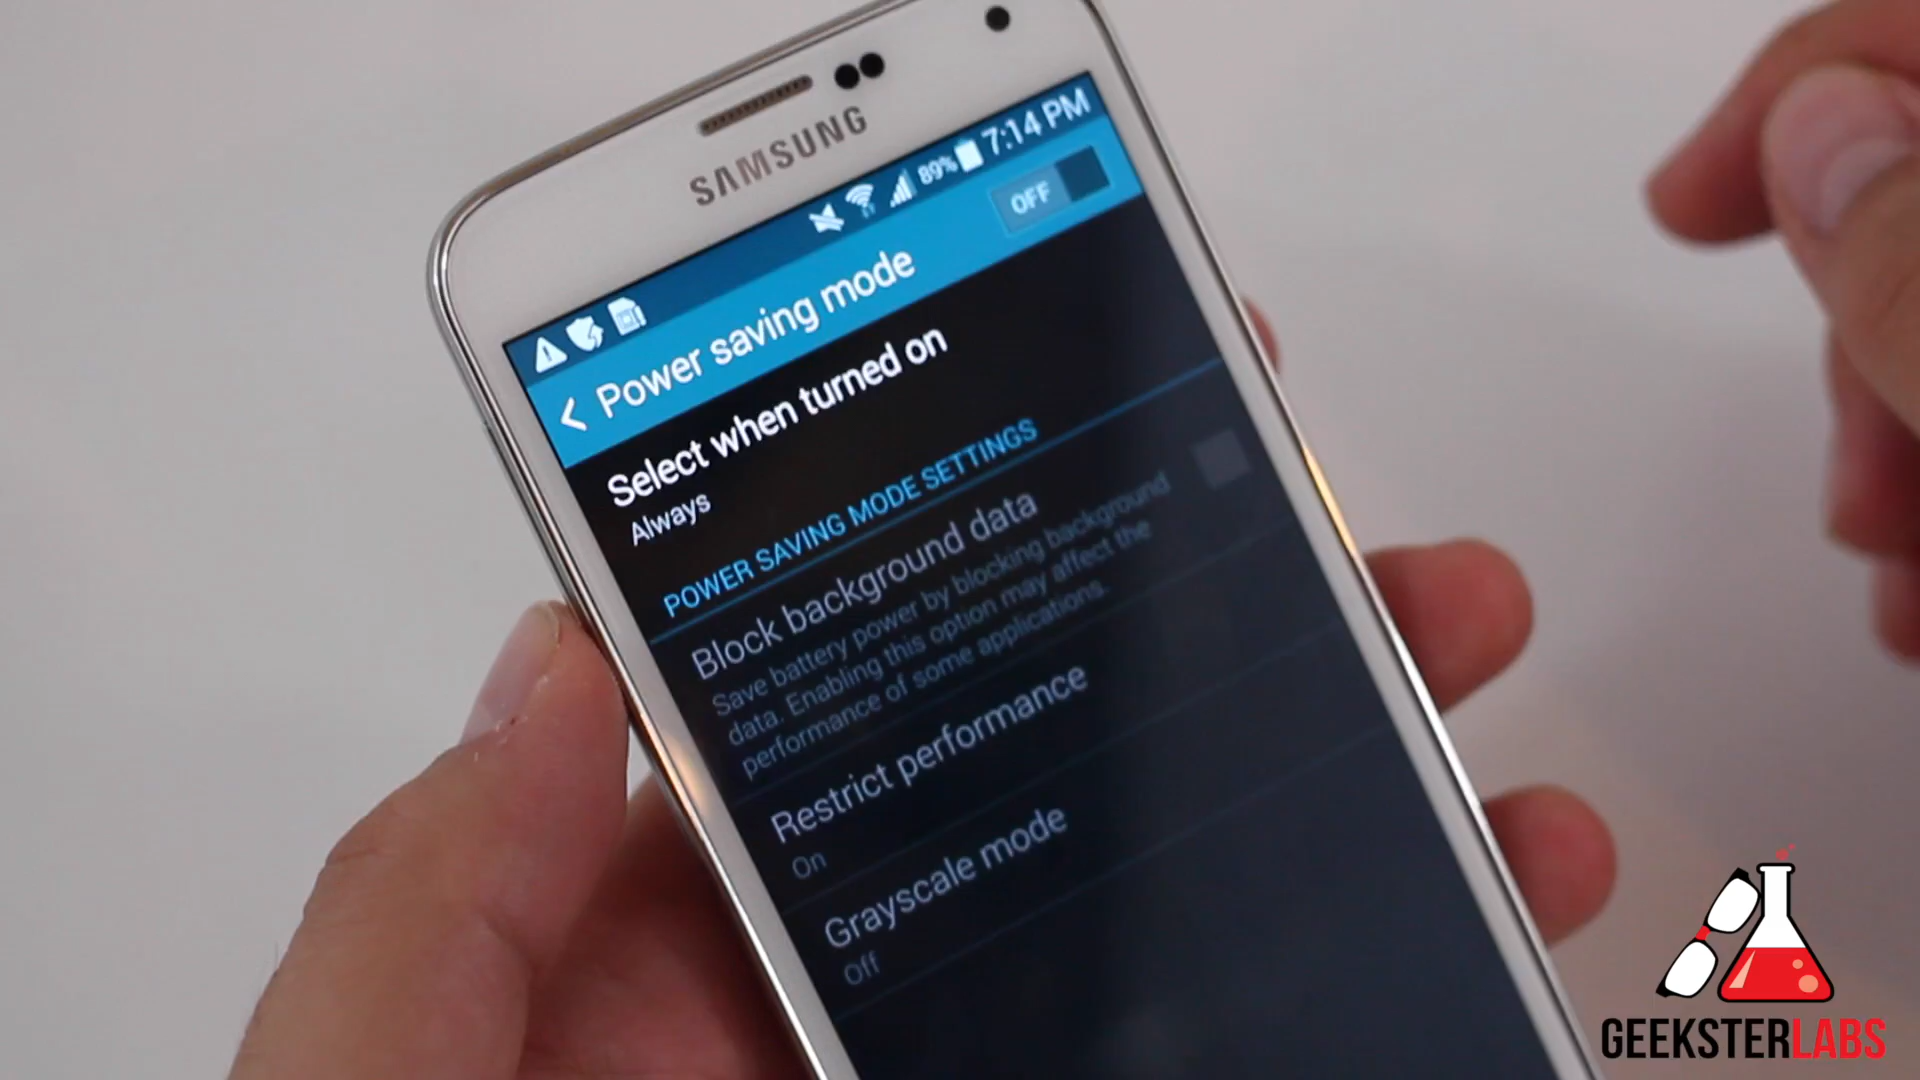 SAMSUNG
89% 7:14 PM
Power saving mode
OFF
Select when turned on
Always
POWER SAVING MODE SETTINGS
Block background data
Save battery power by blocking background
data. Enabling this option may affect the
performance of some applications.
Restrict performance
On
Grayscale mode
Off
GEEKSTERLABS